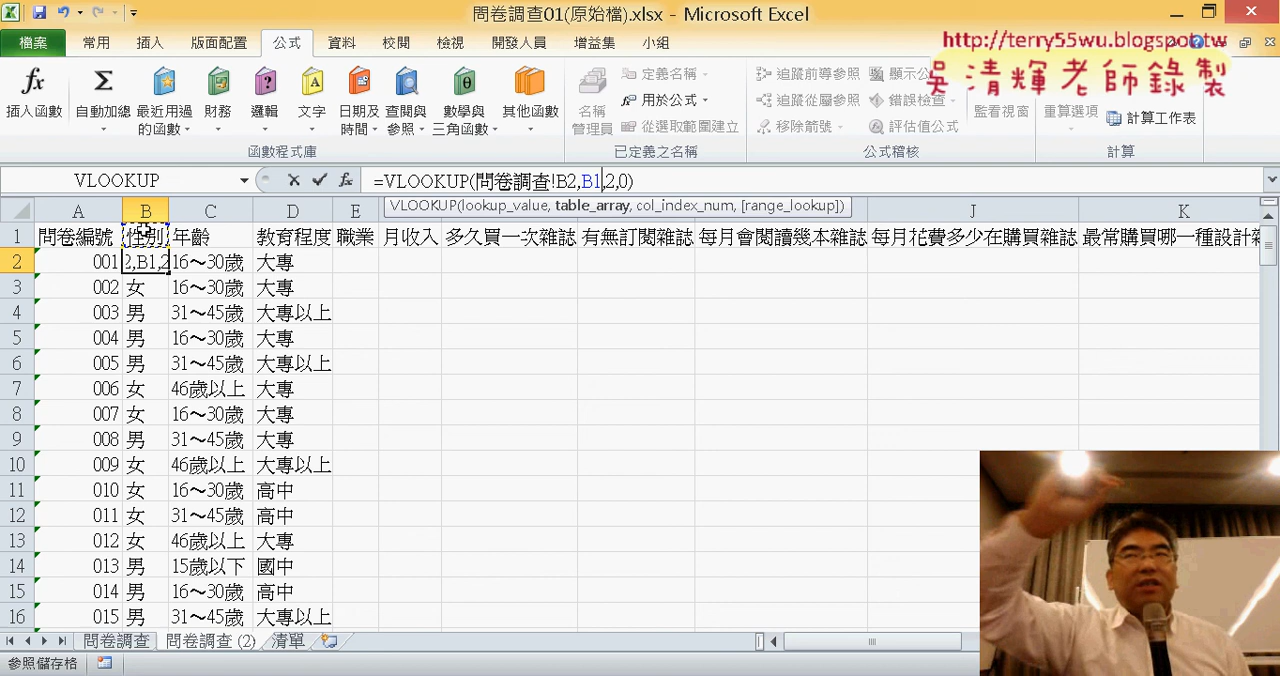 問卷調查01(原始檔).xlsx - Microsoft Excel
檔案 常用 插入 版面配置 公式 資料 校閱 檢視 開發人員 增益集 小組
http://terry55wu.blogspot.tw
吳清輝老師錄製
fx Σ ? A θ
插入函數 自動加總 最近用過的函數 財務 邏輯 文字 日期及時間 查閱與參照 數學與三角函數 其他函數
名稱管理員 定義名稱 用於公式 從選取範圍建立
追蹤前導參照 追蹤從屬參照 移除箭號 顯示公 錯誤檢查 評估值公式 監看視窗
重算選項 計算工作表
函數程式庫 已定義之名稱 公式稽核 計算
VLOOKUP fx =VLOOKUP(問卷調查!B2,B1,2,0)
VLOOKUP(lookup_value, table_array, col_index_num, [range_lookup])
A B C D E J K
1 問卷編號 性別 年齡 教育程度 職業 月收入 多久買一次雜誌 有無訂閱雜誌 每月會閱讀幾本雜誌 每月花費多少在購買雜誌 最常購買哪一種設計雜
2 001 2,B1,2 16～30歲 大專
3 002 女 16～30歲 大專
4 003 男 31～45歲 大專以上
5 004 男 16～30歲 大專
6 005 男 31～45歲 大專以上
7 006 女 46歲以上 大專
8 007 女 16～30歲 大專
9 008 男 31～45歲 大專
10 009 女 46歲以上 大專以上
11 010 女 16～30歲 高中
12 011 女 31～45歲 高中
13 012 女 46歲以上 大專
14 013 男 15歲以下 國中
15 014 男 16～30歲 高中
16 015 男 31～45歲 大專以上
問卷調查 問卷調查 (2) 清單
參照儲存格